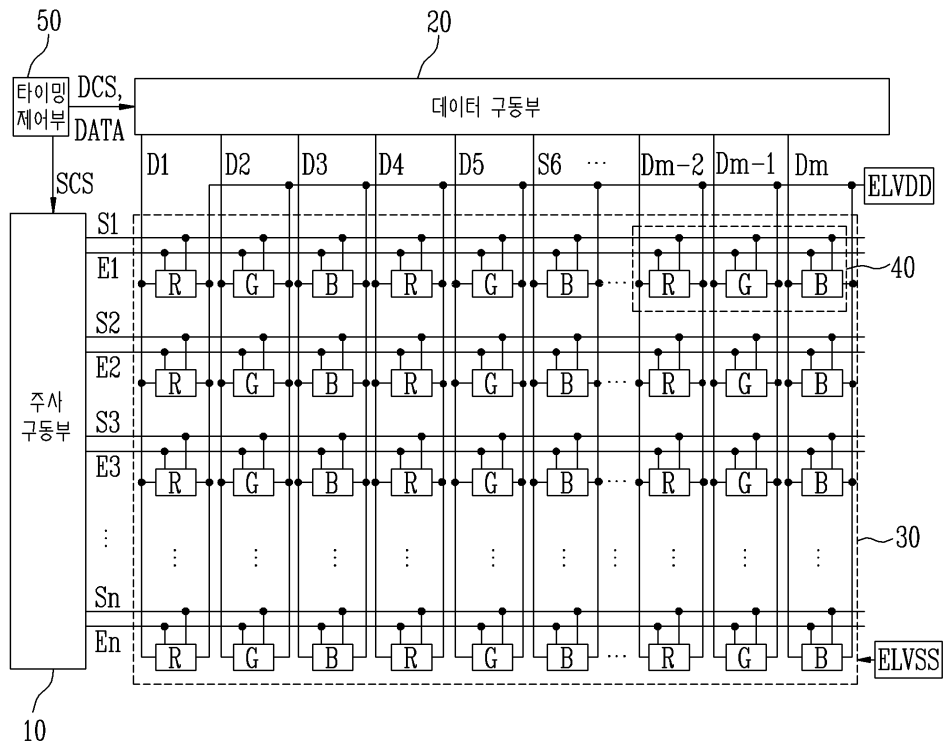 50
20
타이밍
제어부
DCS,
DATA
데이터 구동부
SCS
D1 D2 D3 D4 D5 S6 ... Dm-2 Dm-1 Dm
ELVDD
S1
E1
R G B R G B ... R G B
40
S2
E2
R G B R G B ... R G B
주사
구동부
S3
E3
R G B R G B ... R G B
30
Sn
En
R G B R G B ... R G B
ELVSS
10